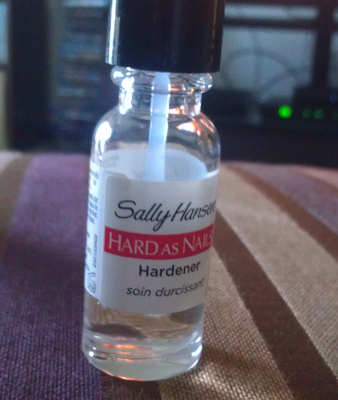 Sally Hansen
HARD AS NAILS
Hardener
soin durcissant